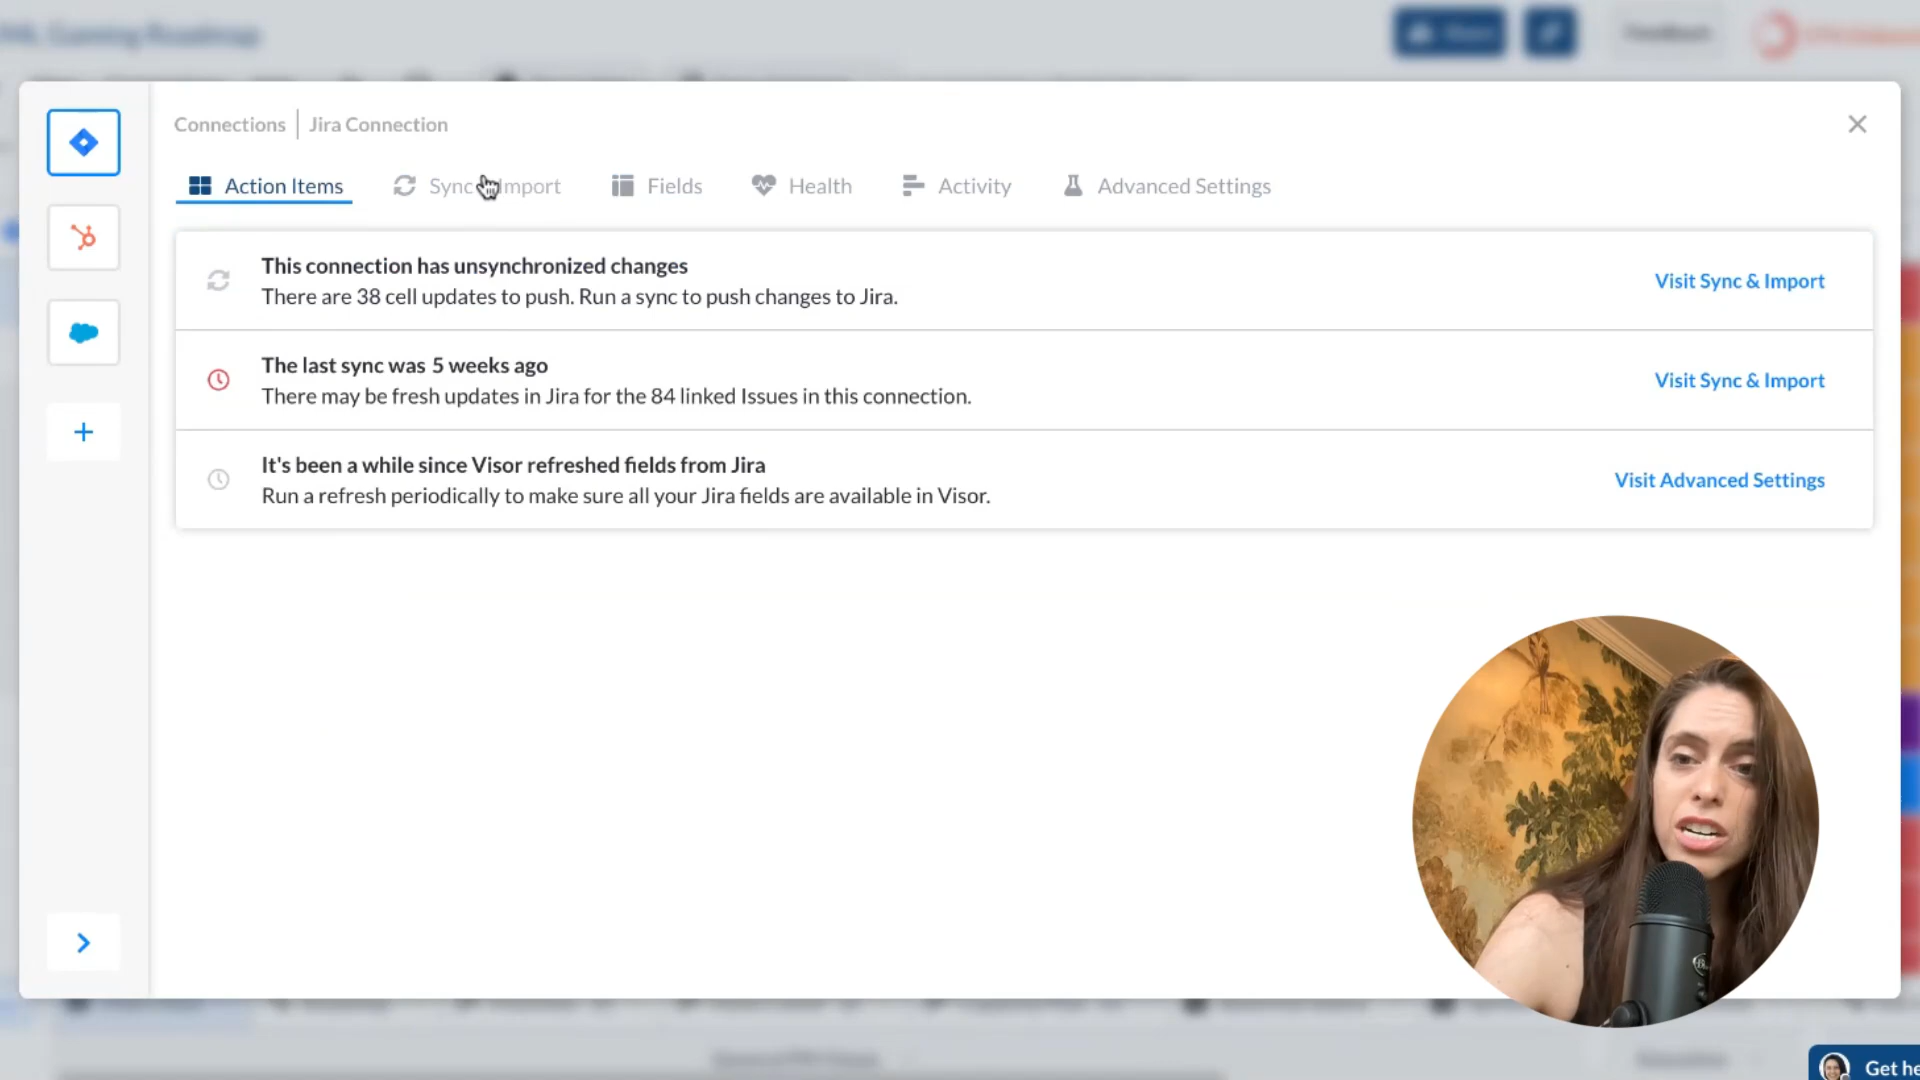 Connections | Jira Connection
Action Items
Sync Import
Fields
Health
Activity
Advanced Settings
This connection has unsynchronized changes
There are 38 cell updates to push. Run a sync to push changes to Jira.
Visit Sync & Import
The last sync was 5 weeks ago
There may be fresh updates in Jira for the 84 linked Issues in this connection.
Visit Sync & Import
It's been a while since Visor refreshed fields from Jira
Run a refresh periodically to make sure all your Jira fields are available in Visor.
Visit Advanced Settings